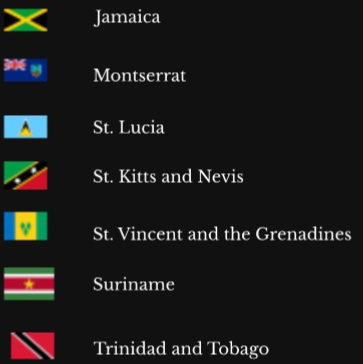 Jamaica
Montserrat
St. Lucia
St. Kitts and Nevis
St. Vincent and the Grenadines
Suriname
Trinidad and Tobago